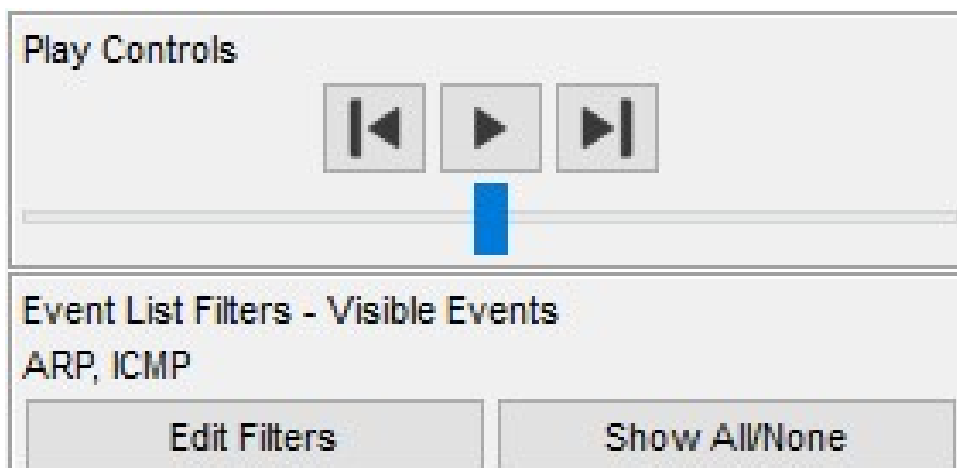 Play Controls
Event List Filters - Visible Events
ARP, ICMP
Edit Filters
Show All/None